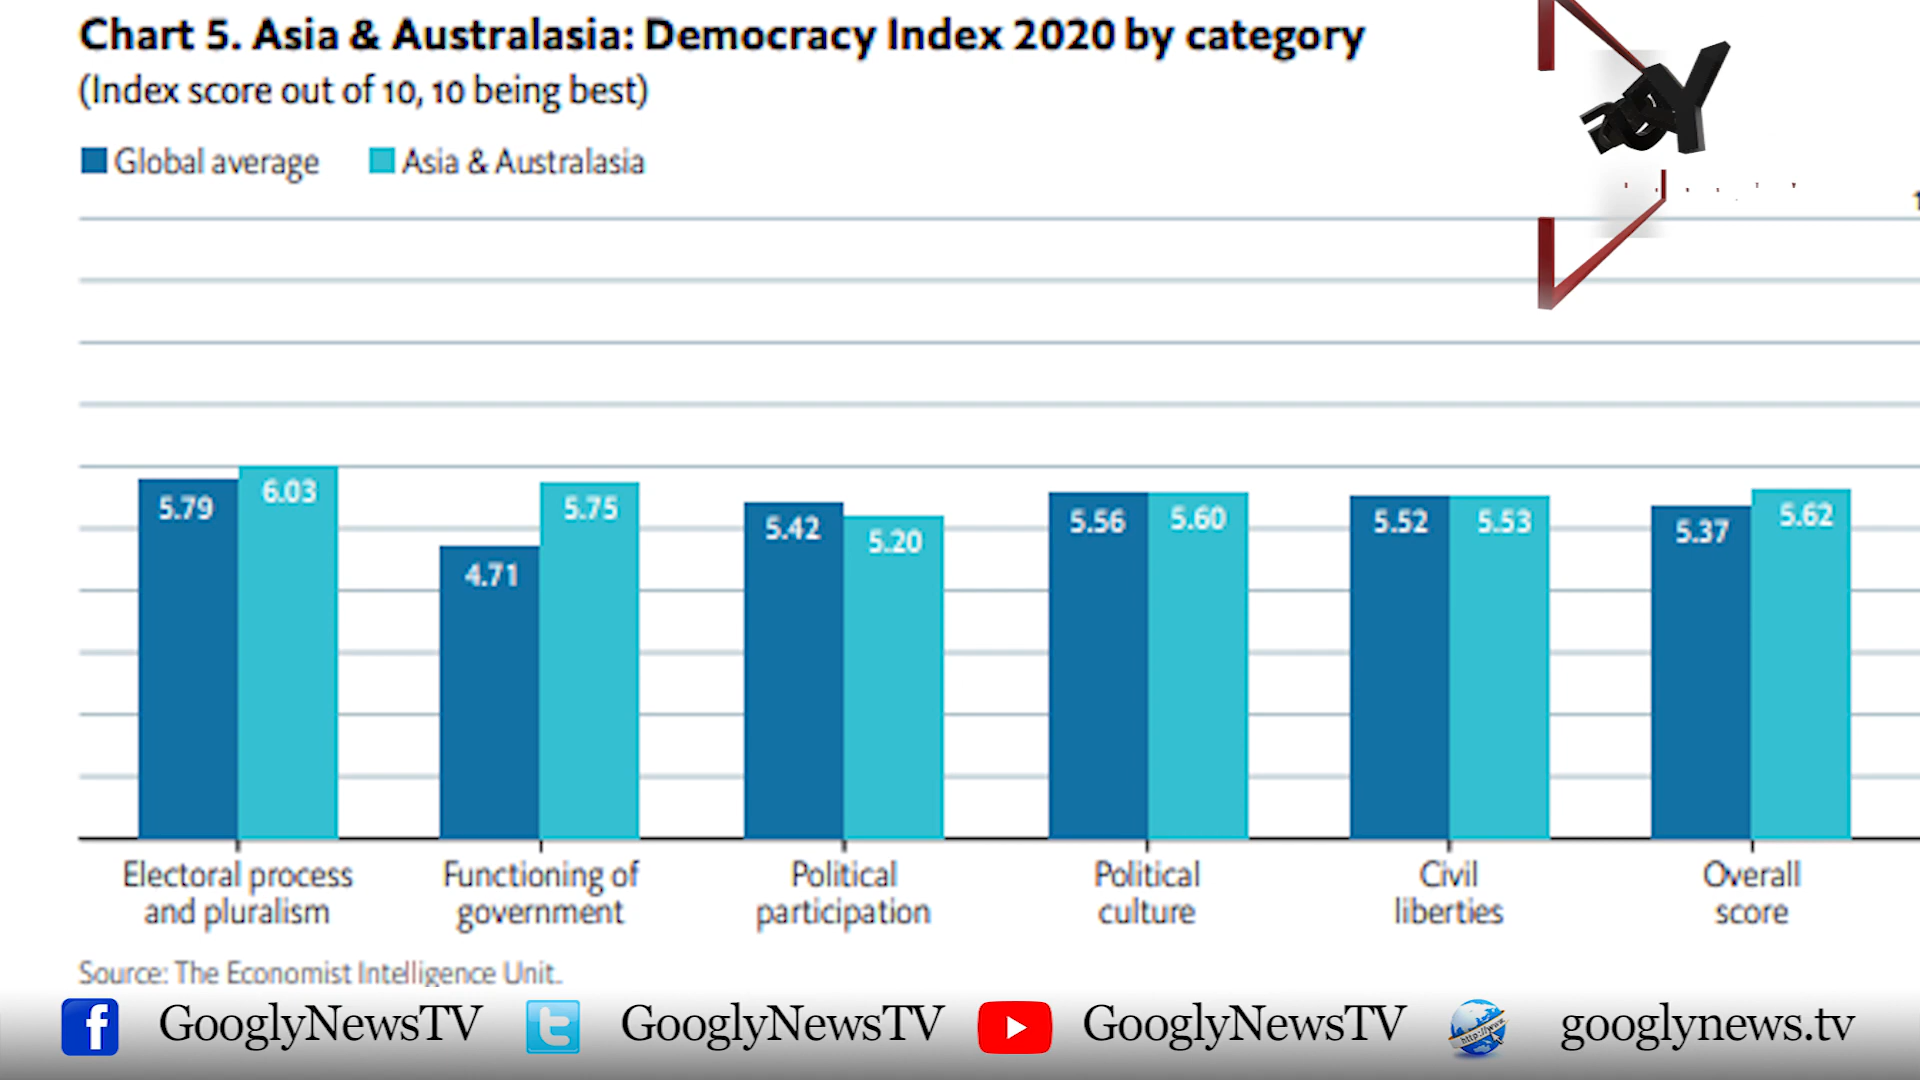 Chart 5. Asia & Australasia: Democracy Index 2020 by category
(Index score out of 10, 10 being best)
Global average Asia & Australasia
5.79 6.03 4.71 5.75 5.42 5.20 5.56 5.60 5.52 5.53 5.37 5.62
Electoral process and pluralism
Functioning of government
Political participation
Political culture
Civil liberties
Overall score
Source: The Economist Intelligence Unit.
GooglyNewsTV GooglyNewsTV GooglyNewsTV googlynews.tv